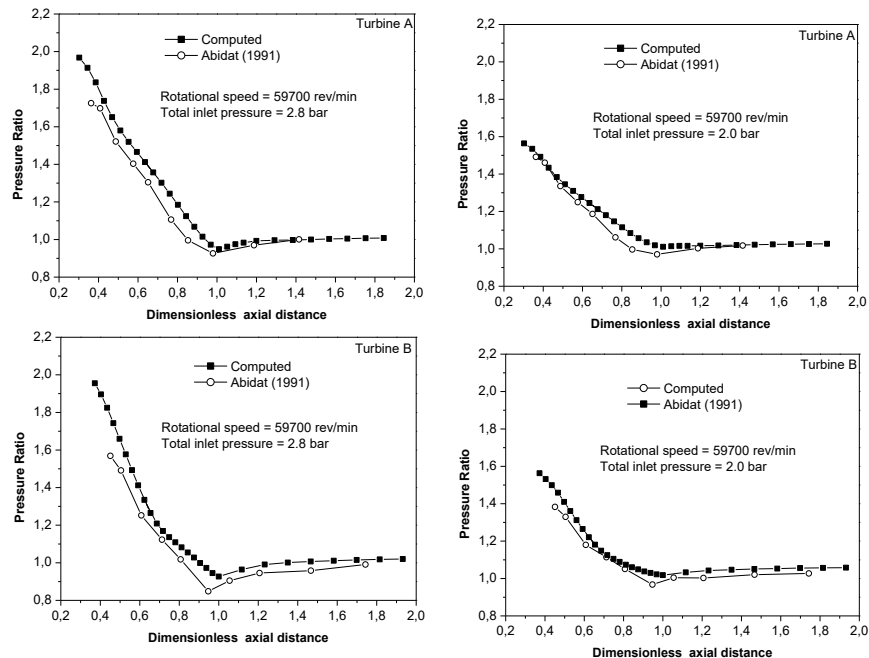 Turbine A
Computed
Abidat (1991)
Rotational speed = 59700 rev/min
Total inlet pressure = 2.8 bar
Pressure Ratio
2,2
2,0
1,8
1,6
1,4
1,2
1,0
0,8
0,2 0,4 0,6 0,8 1,0 1,2 1,4 1,6 1,8 2,0
Dimensionless axial distance
Turbine A
Computed
Abidat (1991)
Rotational speed = 59700 rev/min
Total inlet pressure = 2.0 bar
Pressure Ratio
2,2
2,0
1,8
1,6
1,4
1,2
1,0
0,8
0,2 0,4 0,6 0,8 1,0 1,2 1,4 1,6 1,8 2,0
Dimensionless axial distance
Turbine B
Computed
Abidat (1991)
Rotational speed = 59700 rev/min
Total inlet pressure = 2.8 bar
Pressure Ratio
2,2
2,0
1,8
1,6
1,4
1,2
1,0
0,8
0,2 0,4 0,6 0,8 1,0 1,2 1,4 1,6 1,8 2,0
Dimensionless axial distance
Turbine B
Computed
Abidat (1991)
Rotational speed = 59700 rev/min
Total inlet pressure = 2.0 bar
Pressure Ratio
2,2
2,0
1,8
1,6
1,4
1,2
1,0
0,8
0,2 0,4 0,6 0,8 1,0 1,2 1,4 1,6 1,8 2,0
Dimensionless axial distance